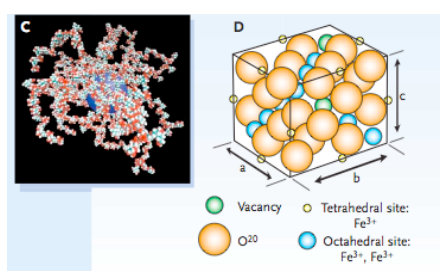 C
D
c
a
b
Vacancy
Tetrahedral site:
Fe3+
O20
Octahedral site:
Fe3+, Fe3+